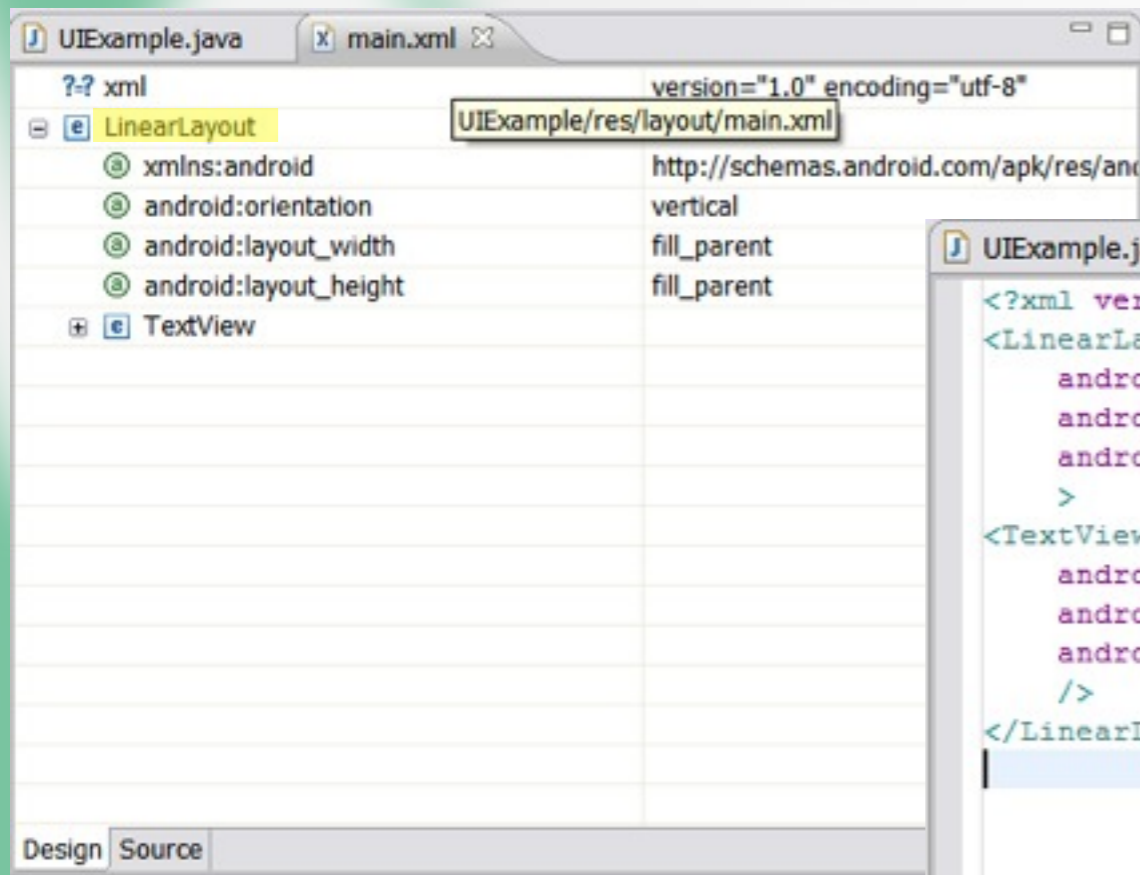 UIExample.java main.xml
?=? xml version="1.0" encoding="utf-8"
LinearLayout
UIExample/res/layout/main.xml
xmlns:android http://schemas.android.com/apk/res/and
android:orientation vertical
android:layout_width fill_parent
android:layout_height fill_parent
TextView
Design Source
UIExample.j
<?xml ver
<LinearLa
andro
andro
andro
>
<TextView
andro
andro
andro
/>
</LinearL